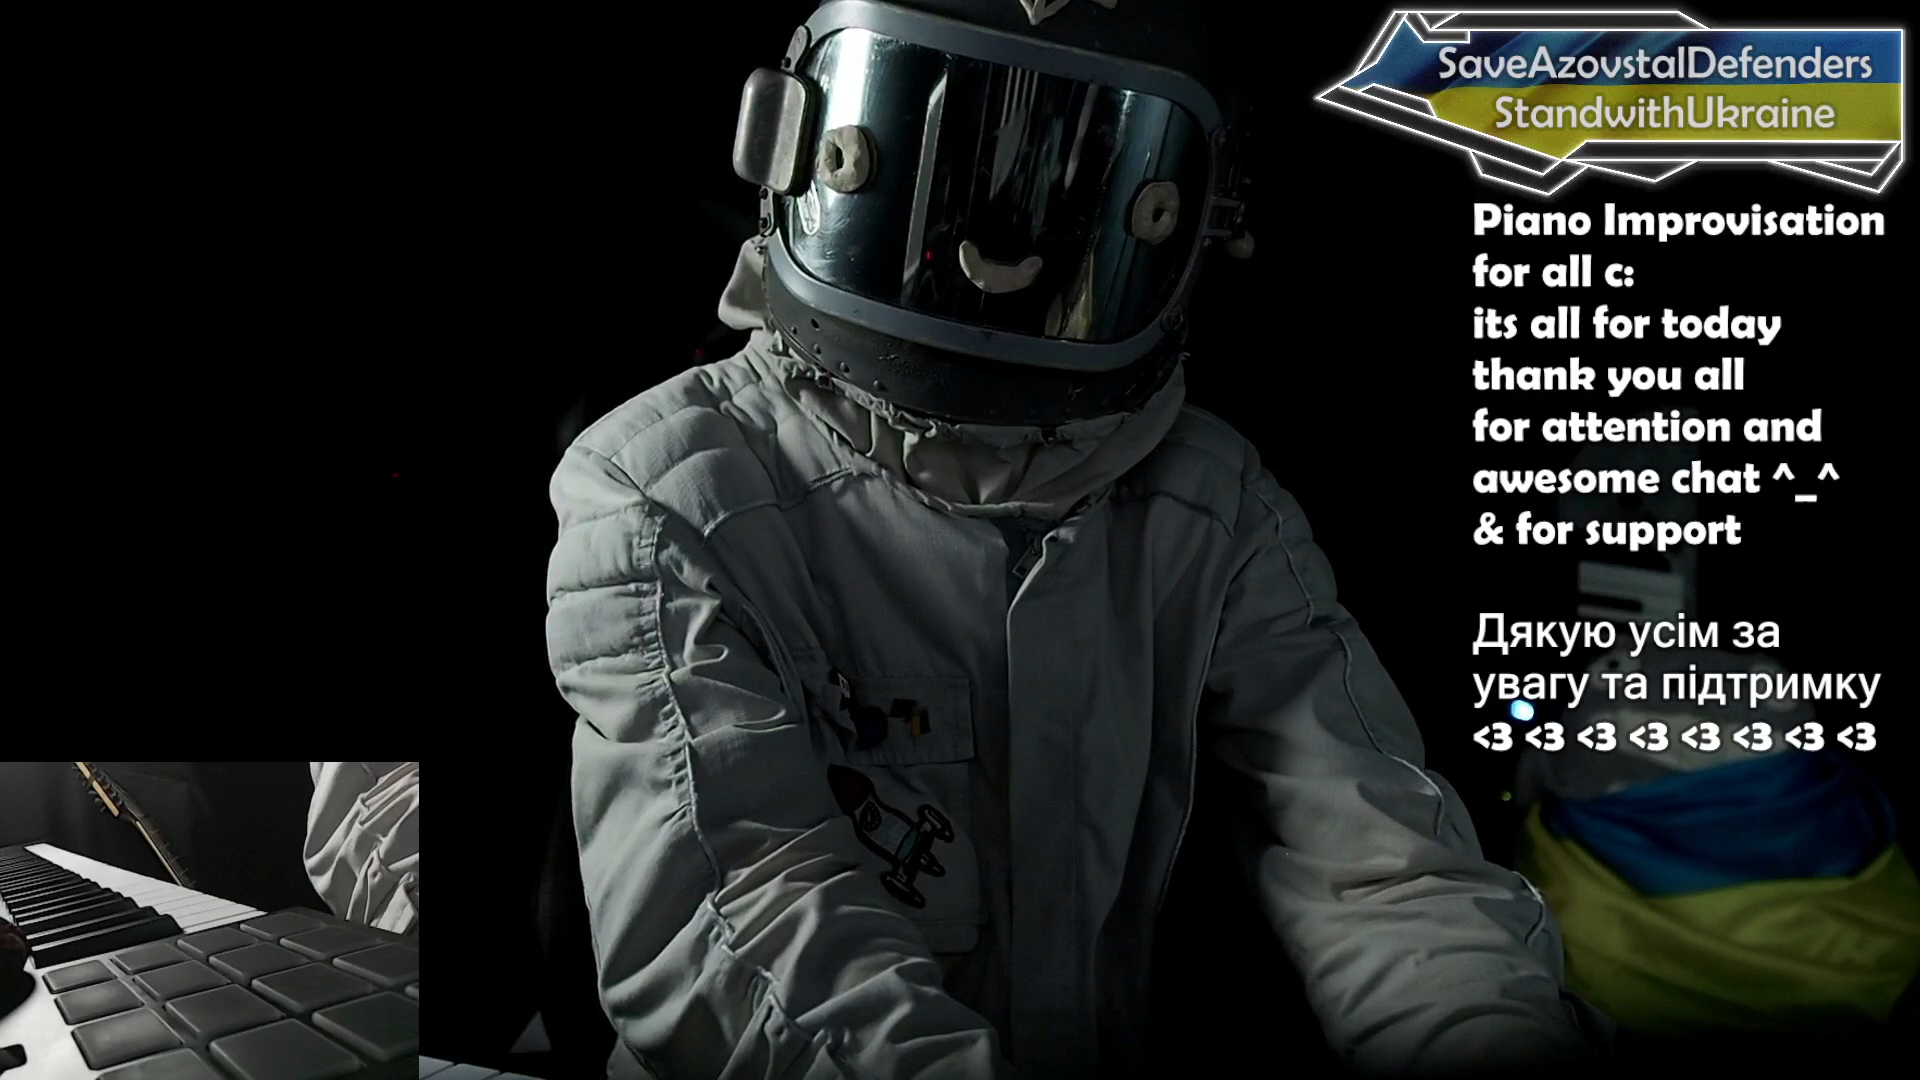 SaveAzovstalDefenders
StandwithUkraine
Piano Improvisation
for all c:
its all for today
thank you all
for attention and
awesome chat ^_^
& for support
Дякую усім за
увагу та підтримку
<3 <3 <3 <3 <3 <3 <3 <3